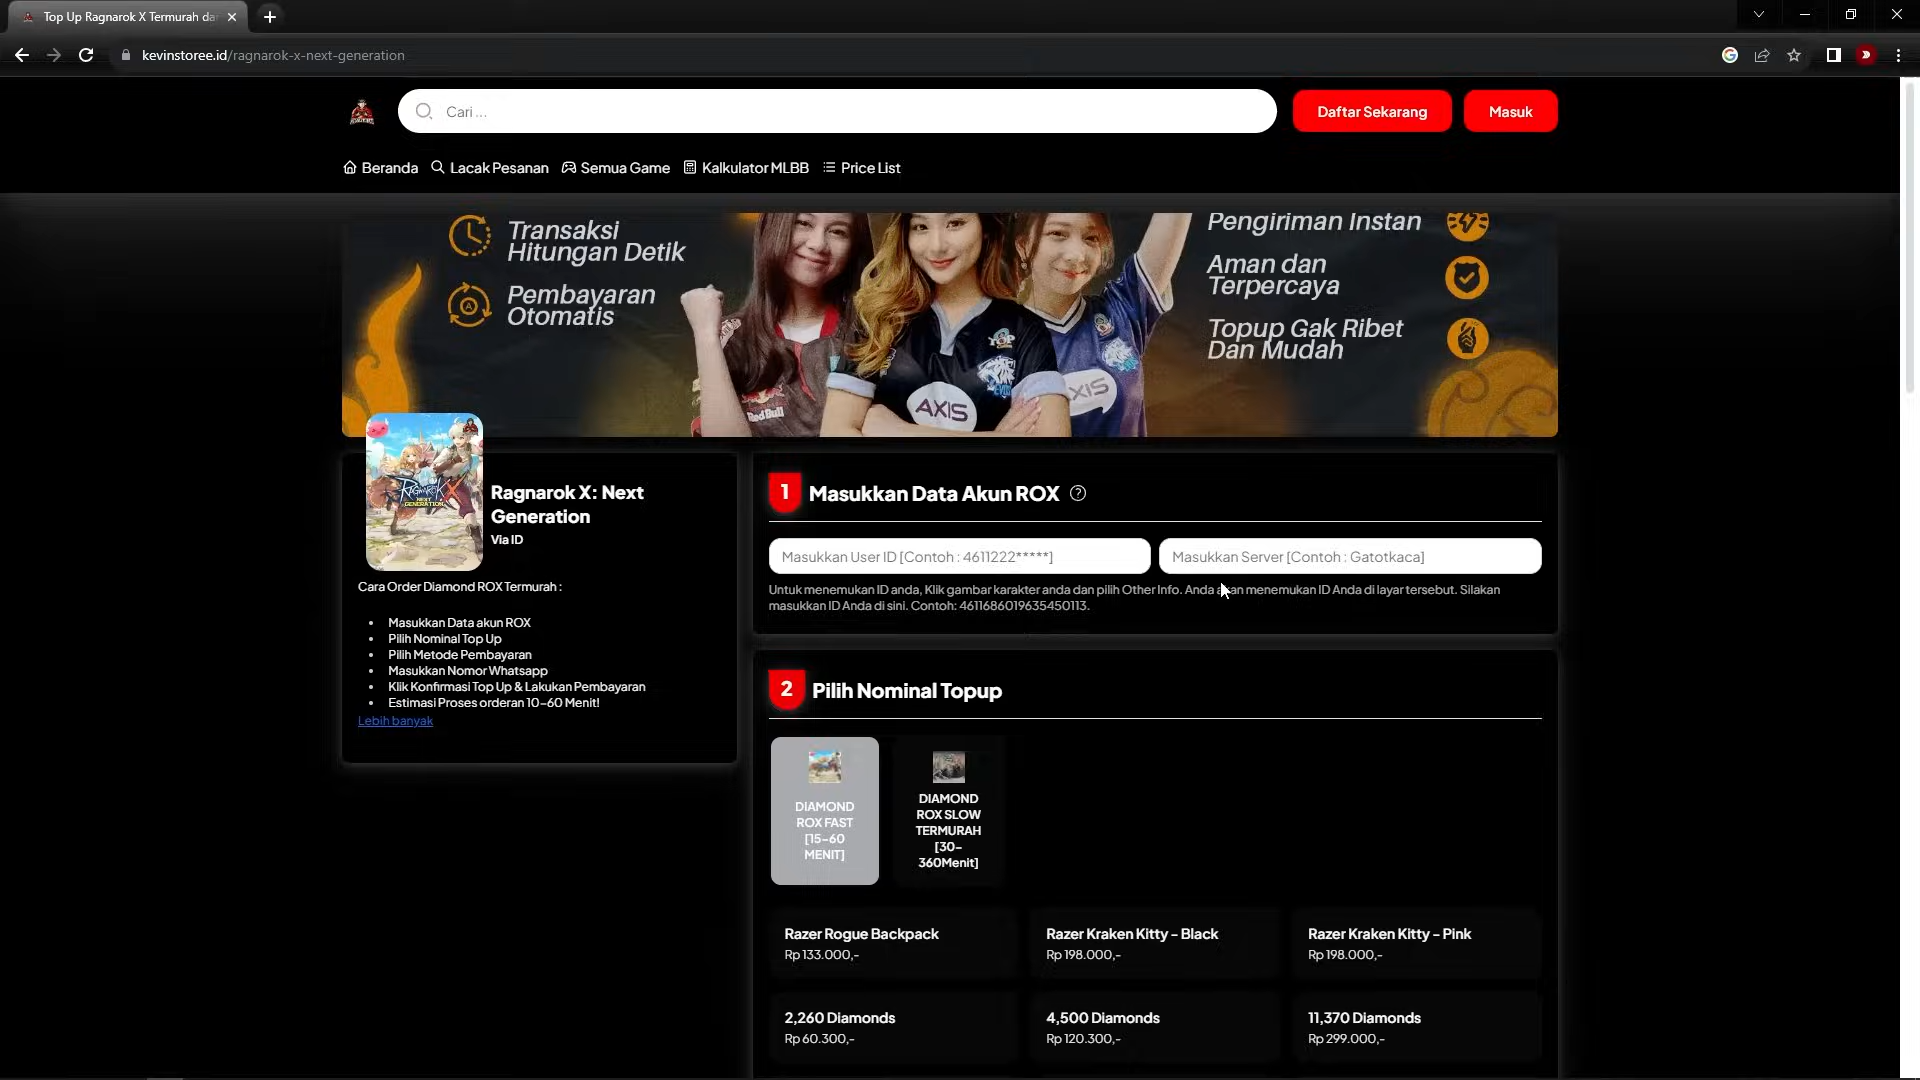 Top Up Ragnarok X Termurah da
kevinstoree.id/ragnarok-x-next-generation
Cari ...
Daftar Sekarang
Masuk
Beranda
Lacak Pesanan
Semua Game
Kalkulator MLBB
Price List
Transaksi
Hitungan Detik
Pembayaran
Otomatis
Pengiriman Instan
Aman dan
Terpercaya
Topup Gak Ribet
Dan Mudah
AXIS
AXIS
Red Bull
RAGNAROK X
NEXT GENERATION
Ragnarok X: Next
Generation
Via ID
Cara Order Diamond ROX Termurah :
Masukkan Data akun ROX
Pilih Nominal Top Up
Pilih Metode Pembayaran
Masukkan Nomor Whatsapp
Klik Konfirmasi Top Up & Lakukan Pembayaran
Estimasi Proses orderan 10-60 Menit!
Lebih banyak
1 Masukkan Data Akun ROX
Masukkan User ID [Contoh : 4611222*****]
Masukkan Server [Contoh : Gatotkaca]
Untuk menemukan ID anda, Klik gambar karakter anda dan pilih Other Info. Anda akan menemukan ID Anda di layar tersebut. Silakan
masukkan ID Anda di sini. Contoh: 4611686019635450113.
2 Pilih Nominal Topup
DIAMOND
ROX FAST
[15-60
MENIT]
DIAMOND
ROX SLOW
TERMURAH
[30-
360Menit]
Razer Rogue Backpack
Rp 133.000,-
Razer Kraken Kitty - Black
Rp 198.000,-
Razer Kraken Kitty - Pink
Rp 198.000,-
2,260 Diamonds
Rp 60.300,-
4,500 Diamonds
Rp 120.300,-
11,370 Diamonds
Rp 299.000,-